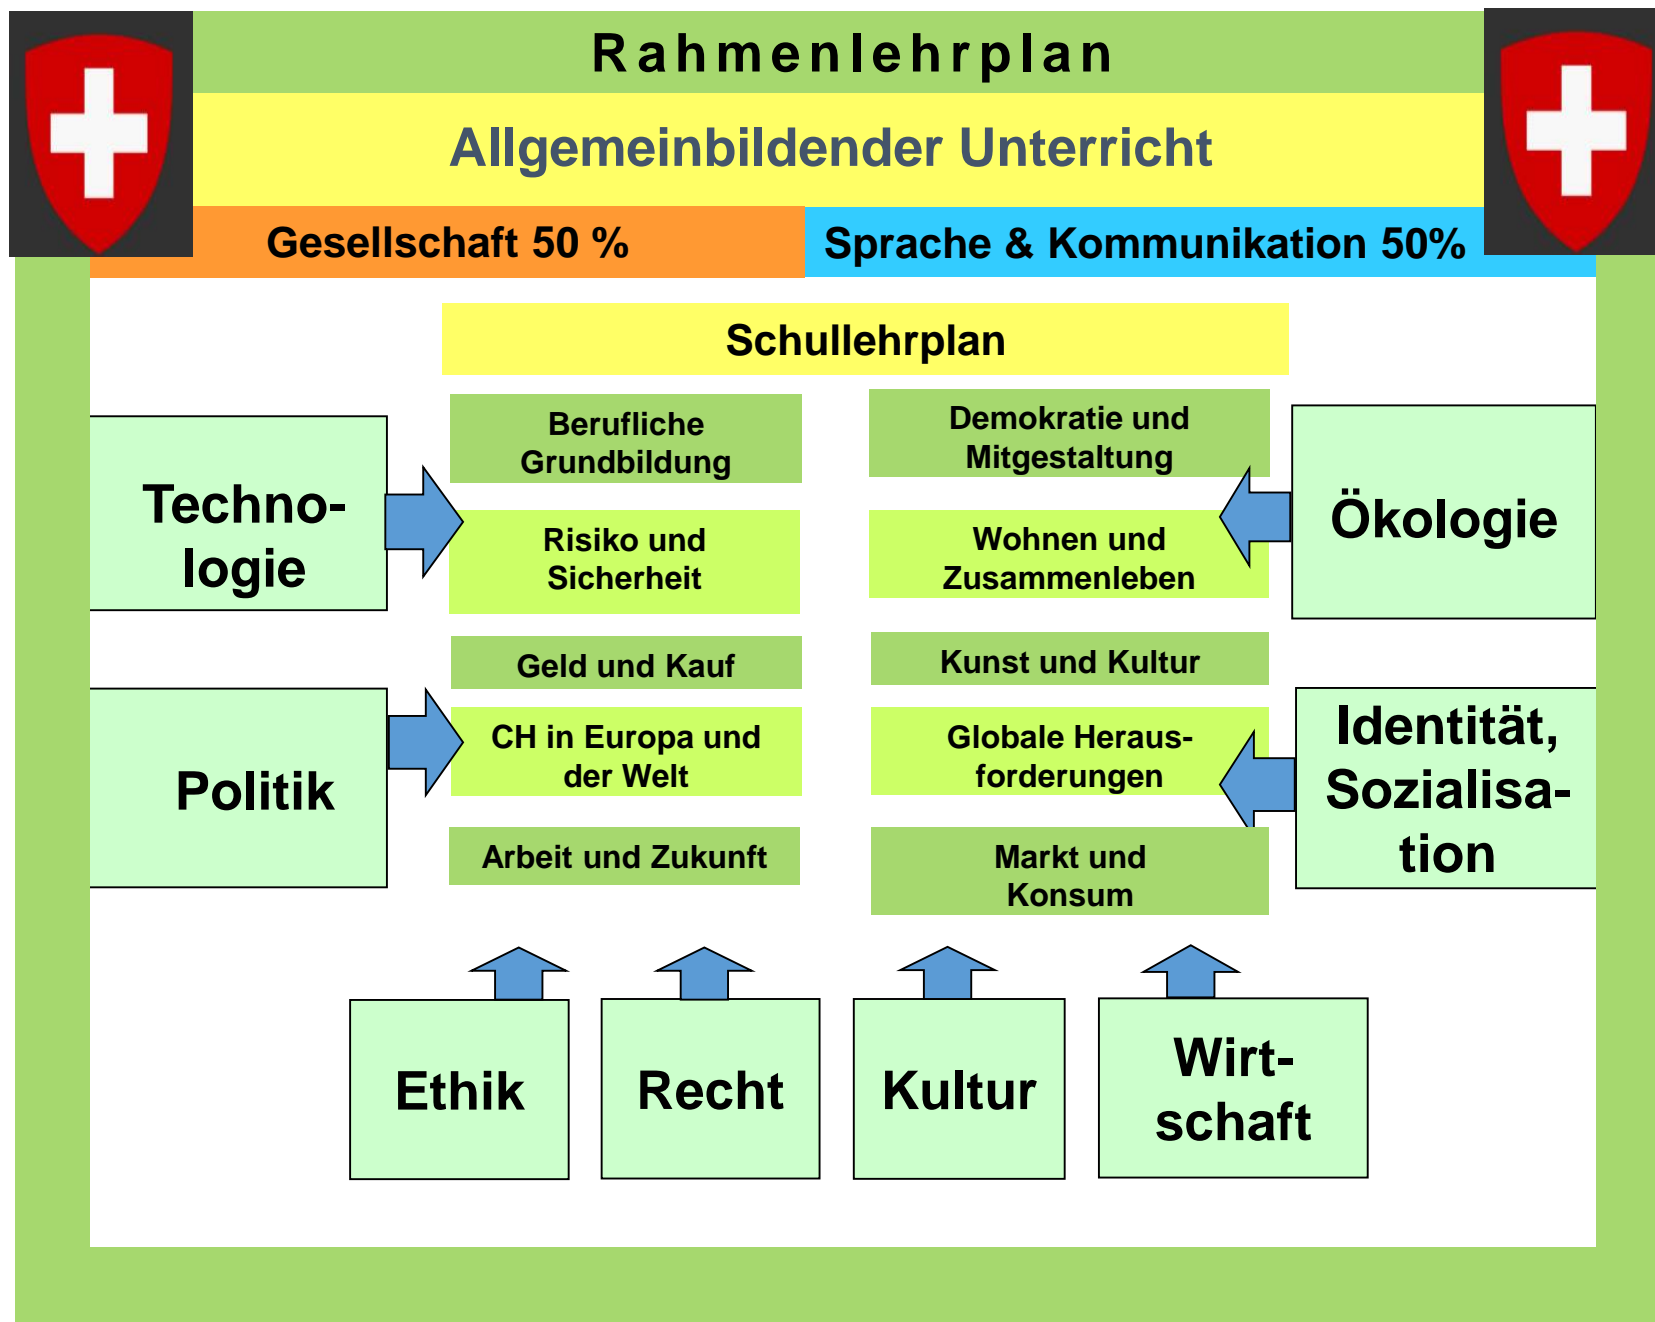 Rahmenlehrplan
Allgemeinbildender Unterricht
Gesellschaft 50 %
Sprache & Kommunikation 50%
Schullehrplan
Techno-
logie
Politik
Berufliche
Grundbildung
Risiko und
Sicherheit
Geld und Kauf
CH in Europa und
der Welt
Arbeit und Zukunft
Demokratie und
Mitgestaltung
Wohnen und
Zusammenleben
Kunst und Kultur
Globale Heraus-
forderungen
Markt und
Konsum
Ökologie
Identität,
Sozialisa-
tion
Ethik
Recht
Kultur
Wirt-
schaft